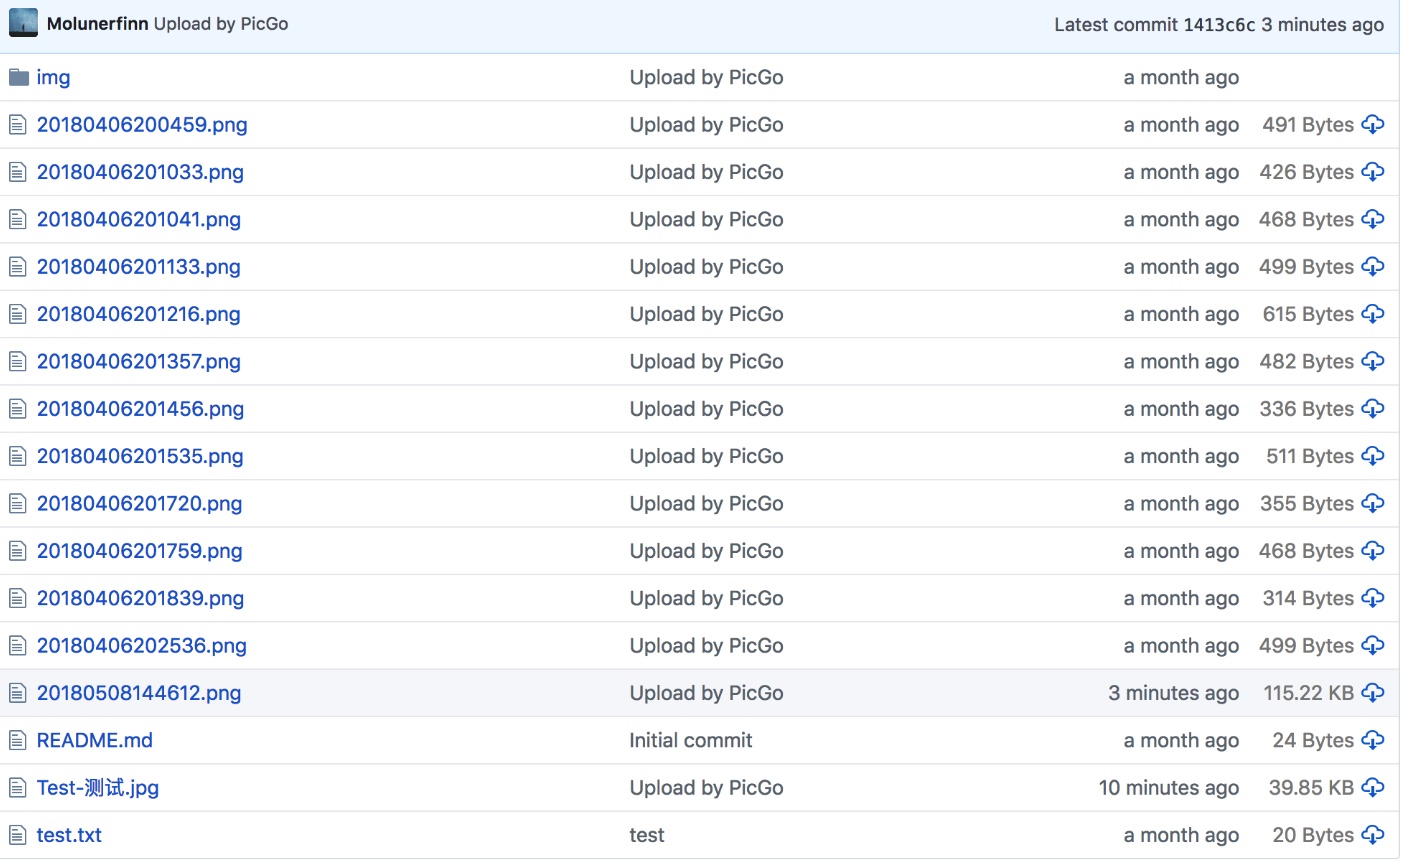 Molunerfinn Upload by PicGo Latest commit 1413c6c 3 minutes ago
img Upload by PicGo a month ago
20180406200459.png Upload by PicGo a month ago 491 Bytes
20180406201033.png Upload by PicGo a month ago 426 Bytes
20180406201041.png Upload by PicGo a month ago 468 Bytes
20180406201133.png Upload by PicGo a month ago 499 Bytes
20180406201216.png Upload by PicGo a month ago 615 Bytes
20180406201357.png Upload by PicGo a month ago 482 Bytes
20180406201456.png Upload by PicGo a month ago 336 Bytes
20180406201535.png Upload by PicGo a month ago 511 Bytes
20180406201720.png Upload by PicGo a month ago 355 Bytes
20180406201759.png Upload by PicGo a month ago 468 Bytes
20180406201839.png Upload by PicGo a month ago 314 Bytes
20180406202536.png Upload by PicGo a month ago 499 Bytes
20180508144612.png Upload by PicGo 3 minutes ago 115.22 KB
README.md Initial commit a month ago 24 Bytes
Test-测试.jpg Upload by PicGo 10 minutes ago 39.85 KB
test.txt test a month ago 20 Bytes